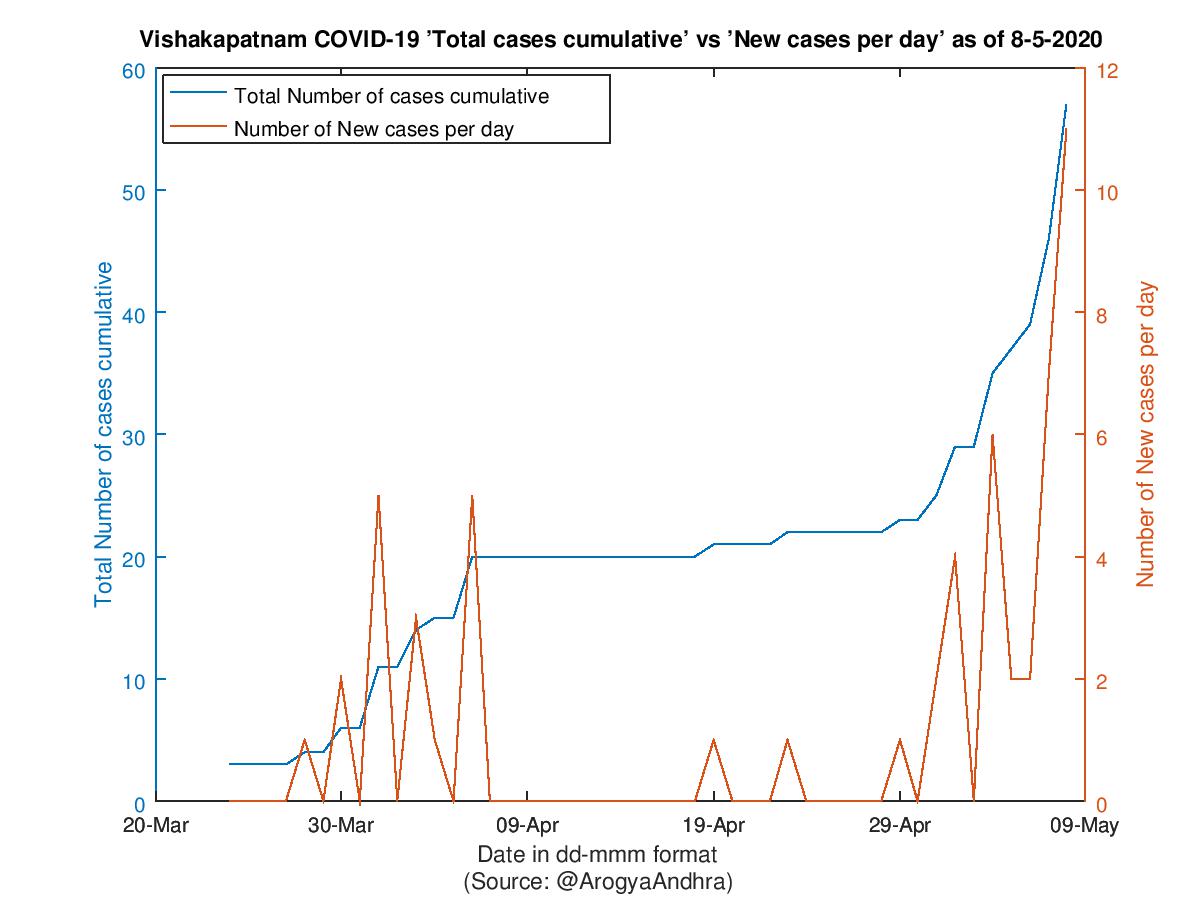 Vishakapatnam COVID-19 ’Total cases cumulative’ vs ’New cases per day’ as of 8-5-2020
Total Number of cases cumulative
Number of New cases per day
Total Number of cases cumulative
60
50
40
30
20
10
0
12
10
8
6
4
2
0
Number of New cases per day
20-Mar 30-Mar 09-Apr 19-Apr 29-Apr 09-May
Date in dd-mmm format
(Source: @ArogyaAndhra)